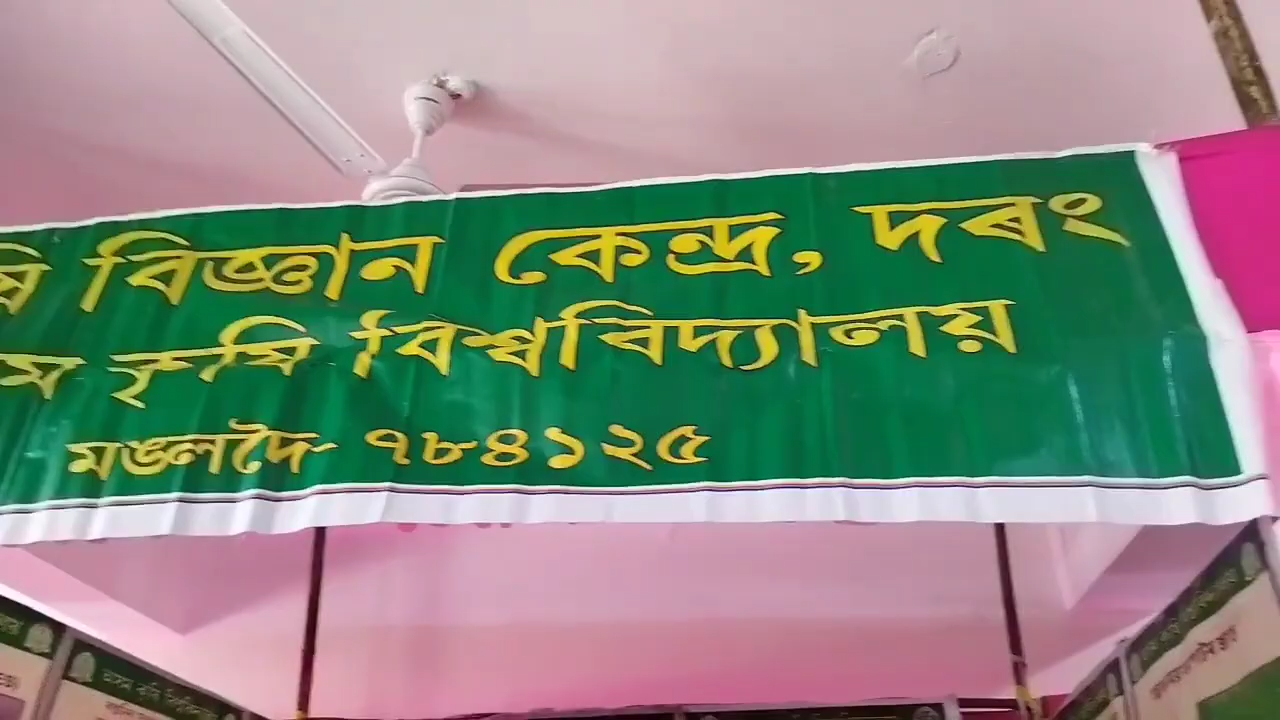 বিজ্ঞান কেন্দ্ৰ, দৰং
কৃষি বিশ্ববিদ্যালয়
মঙলদৈ- ৭৮৪১২৫